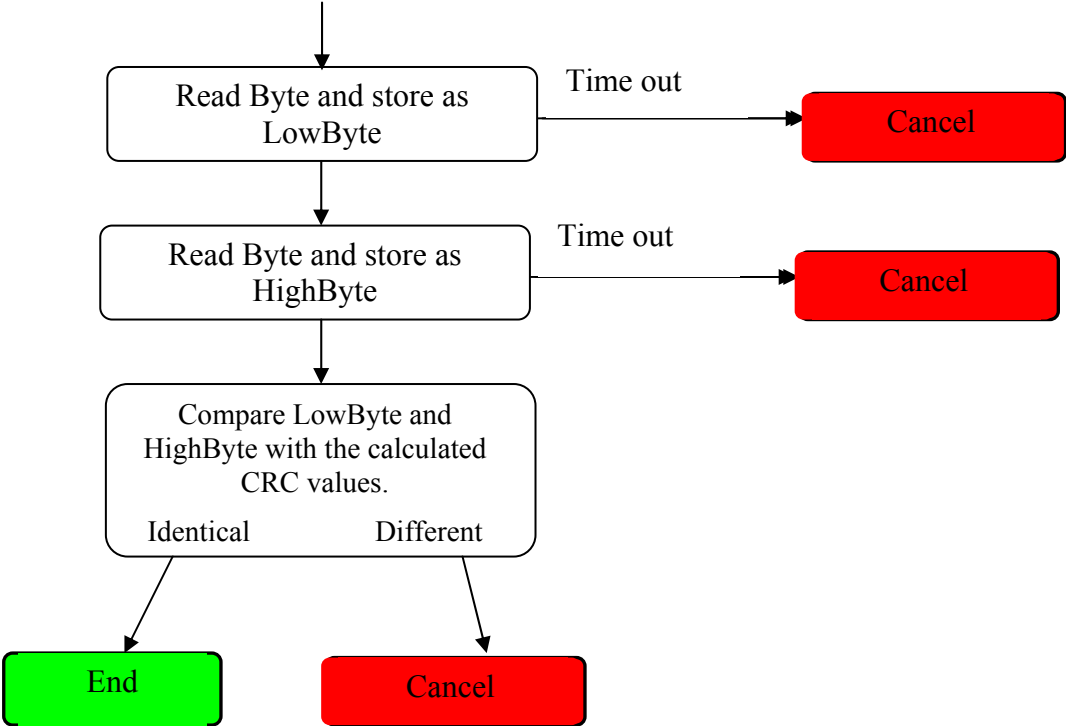 Read Byte and store as
LowByte
Time out
Cancel
Read Byte and store as
HighByte
Time out
Cancel
Compare LowByte and
HighByte with the calculated
CRC values.
Identical
Different
End
Cancel